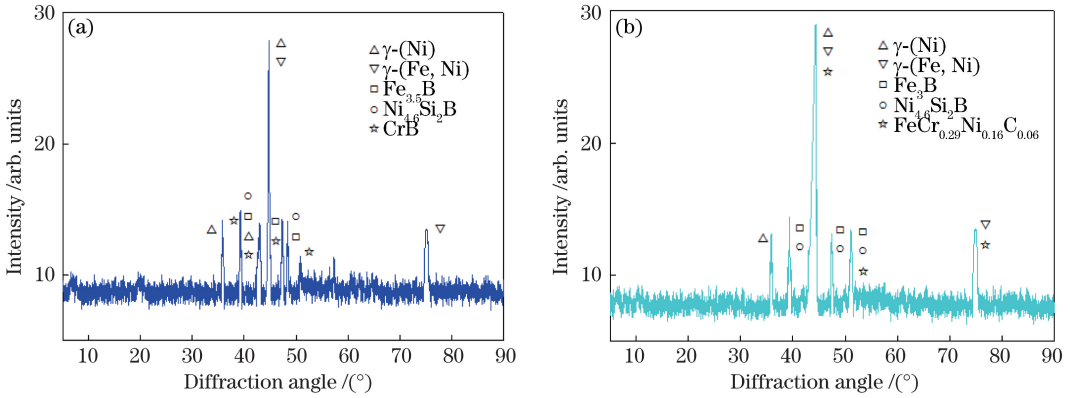 (a)
30
20
10
Intensity /arb. units
△ γ-(Ni)
▽ γ-(Fe, Ni)
□ Fe₃.₅B
○ Ni₄.₆Si₂B
☆ CrB
10 20 30 40 50 60 70 80 90
Diffraction angle /(°)
(b)
30
20
10
Intensity /arb. units
△ γ-(Ni)
▽ γ-(Fe, Ni)
□ Fe₃B
○ Ni₄.₆Si₂B
☆ FeCr₀.₂₉Ni₀.₁₆C₀.₀₆
10 20 30 40 50 60 70 80 90
Diffraction angle /(°)